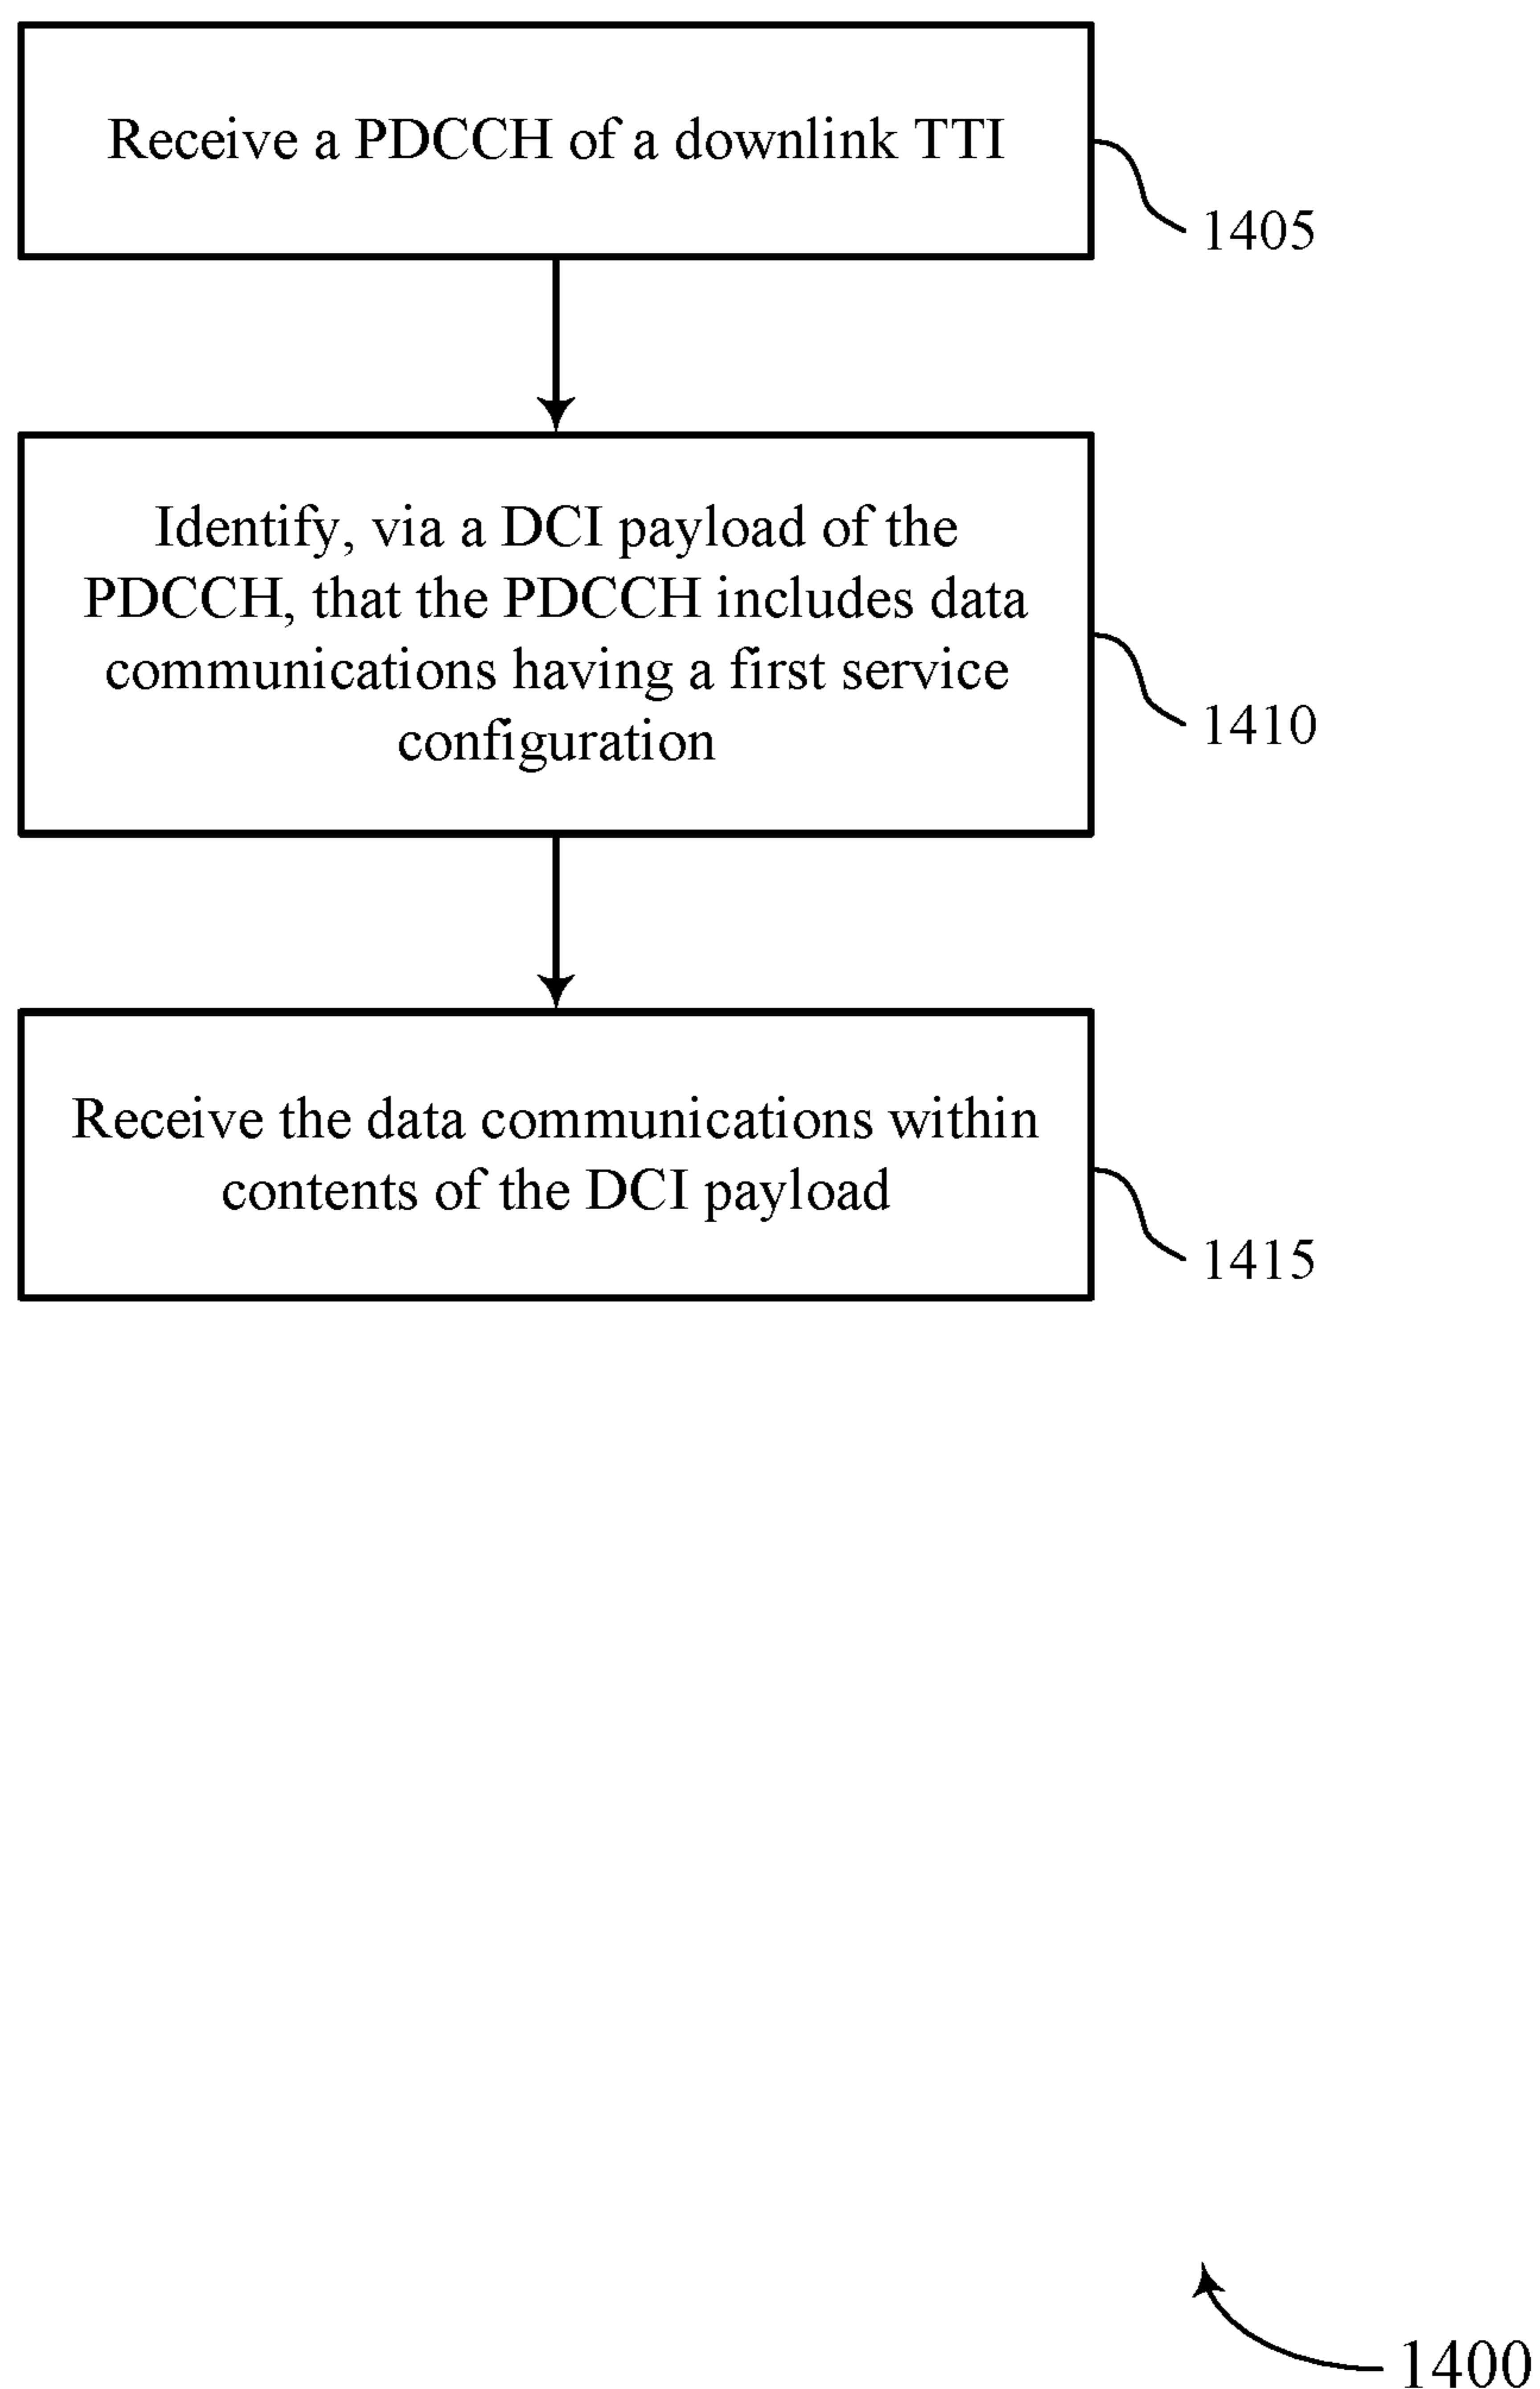 Receive a PDCCH of a downlink TTI
1405
Identify, via a DCI payload of the
PDCCH, that the PDCCH includes data
communications having a first service
configuration
1410
Receive the data communications within
contents of the DCI payload
1415
1400